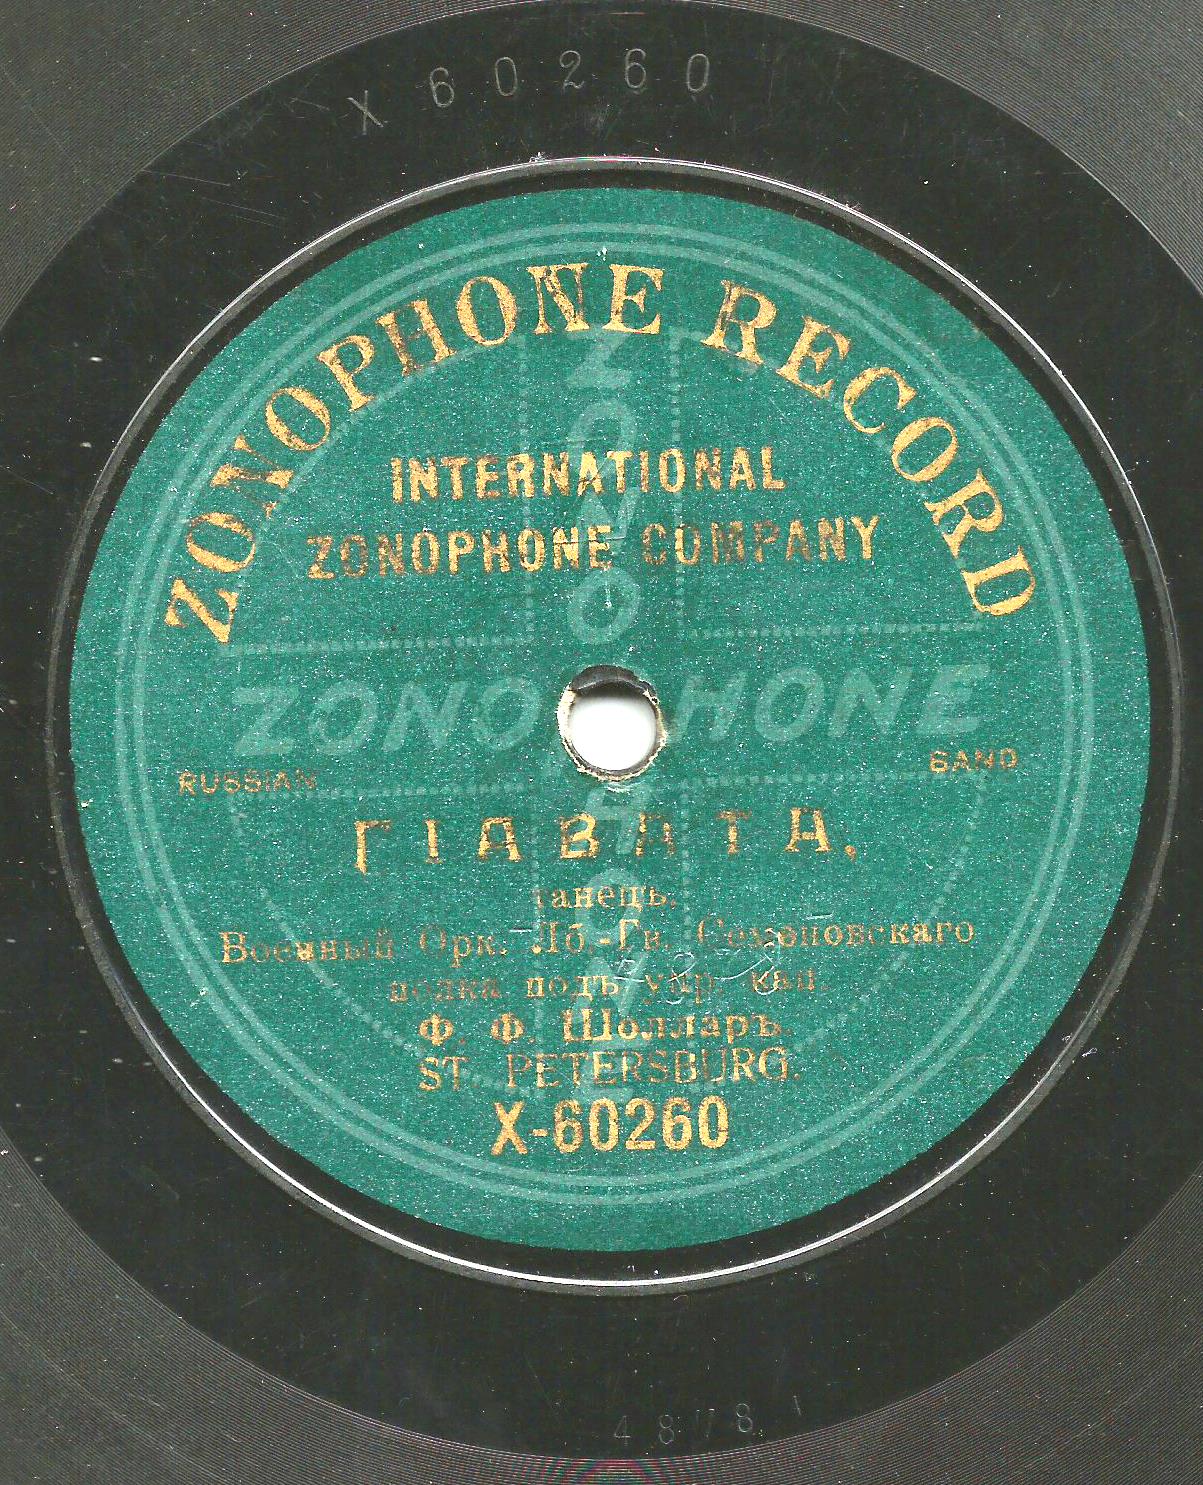 X 60260
ZONOPHONE RECORD
INTERNATIONAL
ZONOPHONE COMPANY
ZONOPHONE
ZONOPHONE
RUSSIAN BAND
ГІАВАТА,
танецъ.
Военный Орк. Лб.-Гв. Семеновскаго
полка подъ упр. кап.
Ф. Ф. Шолларъ.
ST. PETERSBURG.
X-60260